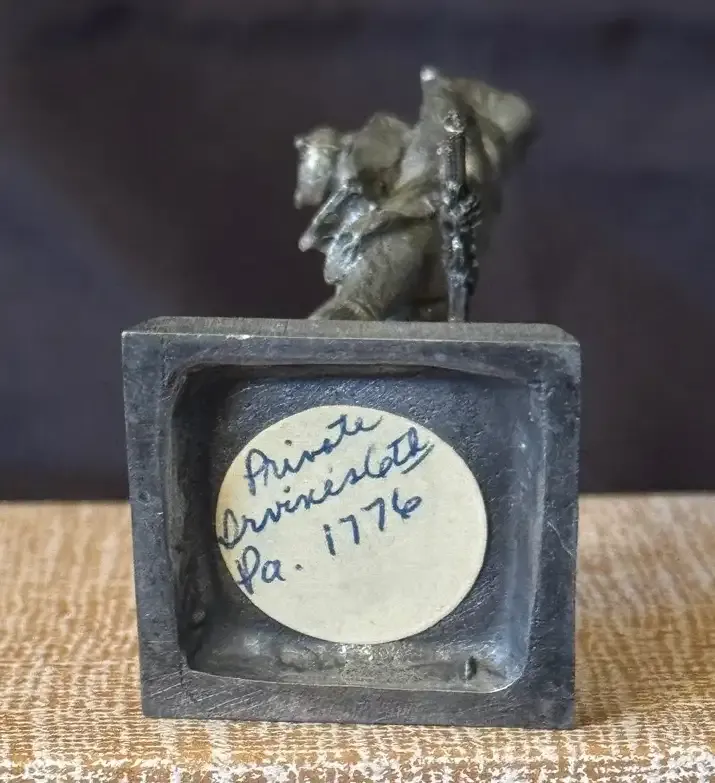 Private
Irvine's 6th
Pa. 1776